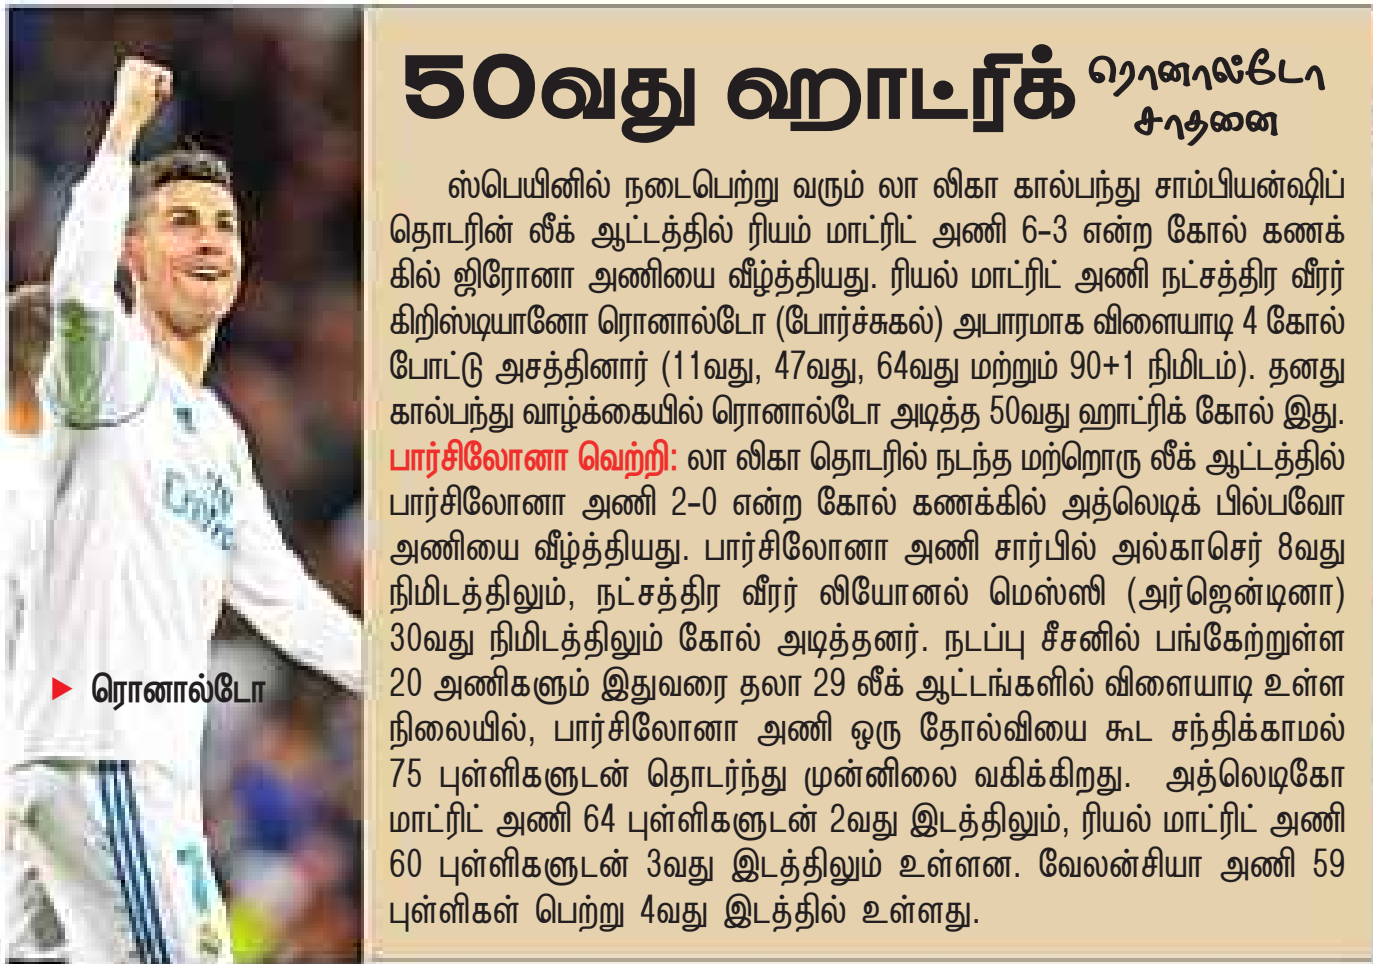 50வது ஹாட்ரிக் ரொனால்டோ
சாதனை
ஸ்பெயினில் நடைபெற்று வரும் லா லிகா கால்பந்து சாம்பியன்ஷிப்
தொடரின் லீக் ஆட்டத்தில் ரியம் மாட்ரிட் அணி 6-3 என்ற கோல் கணக்
கில் ஜிரோனா அணியை வீழ்த்தியது. ரியல் மாட்ரிட் அணி நட்சத்திர வீரர்
கிறிஸ்டியானோ ரொனால்டோ (போர்ச்சுகல்) அபாரமாக விளையாடி 4 கோல்
போட்டு அசத்தினார் (11வது, 47வது, 64வது மற்றும் 90+1 நிமிடம்). தனது
கால்பந்து வாழ்க்கையில் ரொனால்டோ அடித்த 50வது ஹாட்ரிக் கோல் இது.
பார்சிலோனா வெற்றி: லா லிகா தொடரில் நடந்த மற்றொரு லீக் ஆட்டத்தில்
பார்சிலோனா அணி 2-0 என்ற கோல் கணக்கில் அத்லெடிக் பில்பவோ
அணியை வீழ்த்தியது. பார்சிலோனா அணி சார்பில் அல்காசெர் 8வது
நிமிடத்திலும், நட்சத்திர வீரர் லியோனல் மெஸ்ஸி (அர்ஜென்டினா)
30வது நிமிடத்திலும் கோல் அடித்தனர். நடப்பு சீசனில் பங்கேற்றுள்ள
20 அணிகளும் இதுவரை தலா 29 லீக் ஆட்டங்களில் விளையாடி உள்ள
நிலையில், பார்சிலோனா அணி ஒரு தோல்வியை கூட சந்திக்காமல்
75 புள்ளிகளுடன் தொடர்ந்து முன்னிலை வகிக்கிறது. அத்லெடிகோ
மாட்ரிட் அணி 64 புள்ளிகளுடன் 2வது இடத்திலும், ரியல் மாட்ரிட் அணி
60 புள்ளிகளுடன் 3வது இடத்திலும் உள்ளன. வேலன்சியா அணி 59
புள்ளிகள் பெற்று 4வது இடத்தில் உள்ளது.
ரொனால்டோ